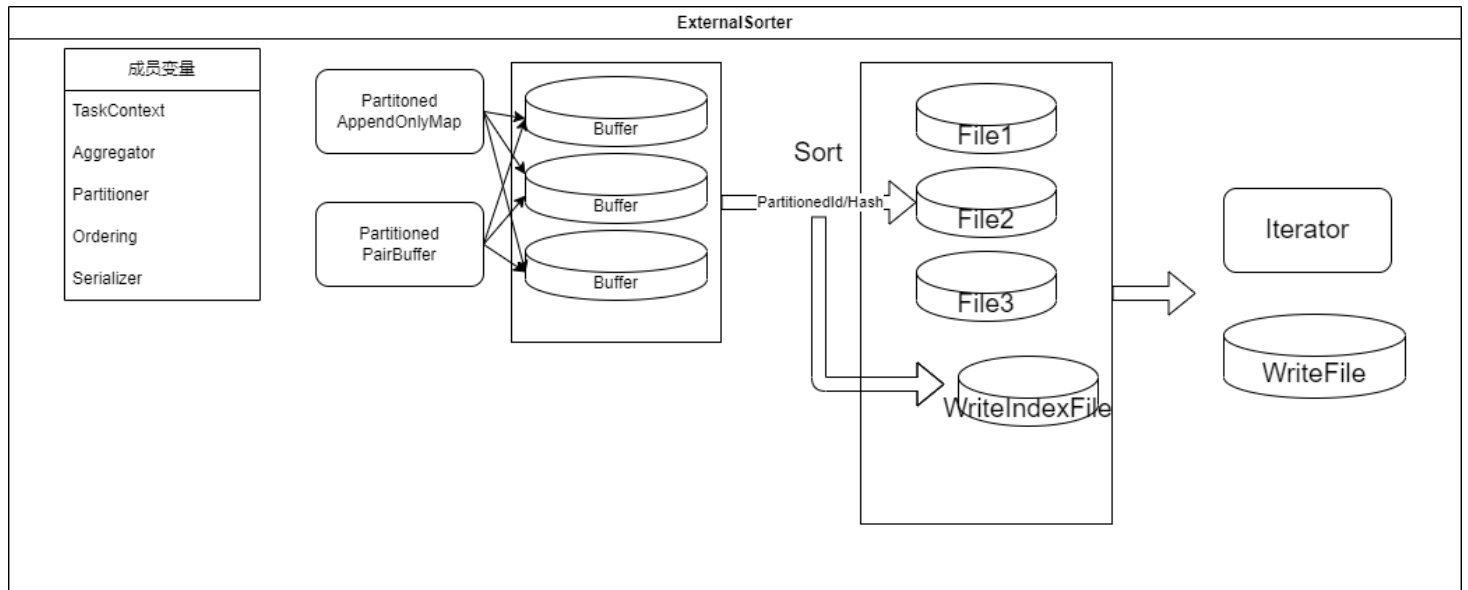 ExternalSorter
成员变量
TaskContext
Aggregator
Partitioner
Ordering
Serializer
Partitoned
AppendOnlyMap
Partitioned
PairBuffer
Buffer
Buffer
Buffer
Sort
PartitionedId/Hash
File1
File2
File3
WriteIndexFile
Iterator
WriteFile